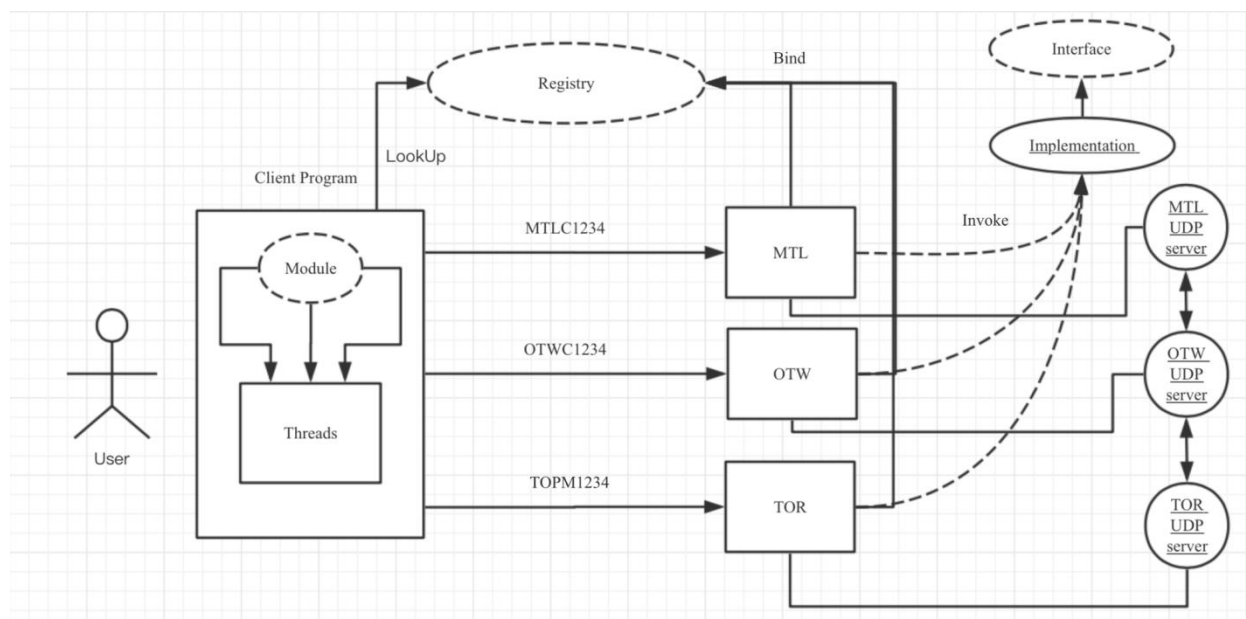 Interface
Bind
Registry
Implementation
LookUp
Client Program
MTLC1234
Invoke
MTL
UDP
server
Module
MTL
OTWC1234
OTW
UDP
server
OTW
Threads
User
TOPM1234
TOR
TOR
UDP
server